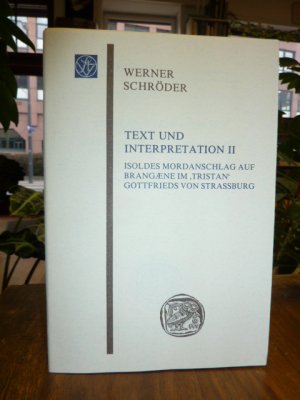 WERNER
SCHRÖDER
TEXT UND
INTERPRETATION II
ISOLDES MORDANSCHLAG AUF
BRANGÆNE IM ‚TRISTAN‘
GOTTFRIEDS VON STRASSBURG